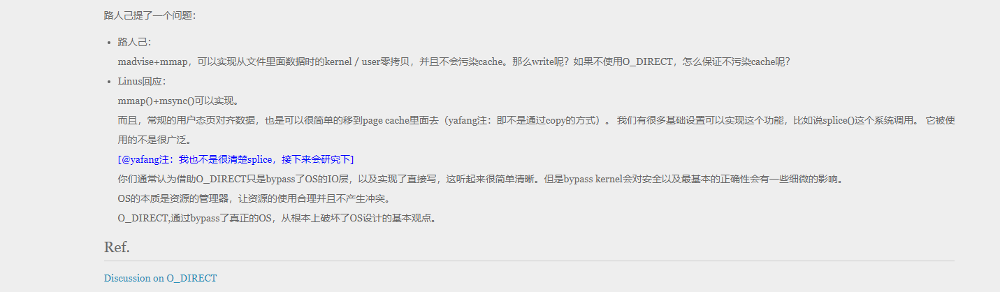 路人己提了一个问题：
路人己：
madvise+mmap，可以实现从文件里面数据时的kernel / user零拷贝，并且不会污染cache。那么write呢？如果不使用O_DIRECT，怎么保证不污染cache呢？
Linus回应：
mmap()+msync()可以实现。
而且，常规的用户态页对齐数据，也是可以很简单的移到page cache里面去（yafang注：即不是通过copy的方式）。 我们有很多基础设置可以实现这个功能，比如说splice()这个系统调用。 它被使
用的不是很广泛。
[@yafang注：我也不是很清楚splice，接下来会研究下]
你们通常认为借助O_DIRECT只是bypass了OS的IO层，以及实现了直接写，这听起来很简单清晰。但是bypass kernel会对安全以及最基本的正确性会有一些细微的影响。
OS的本质是资源的管理器，让资源的使用合理并且不产生冲突。
O_DIRECT,通过bypass了真正的OS，从根本上破坏了OS设计的基本观点。
Ref.
Discussion on O_DIRECT